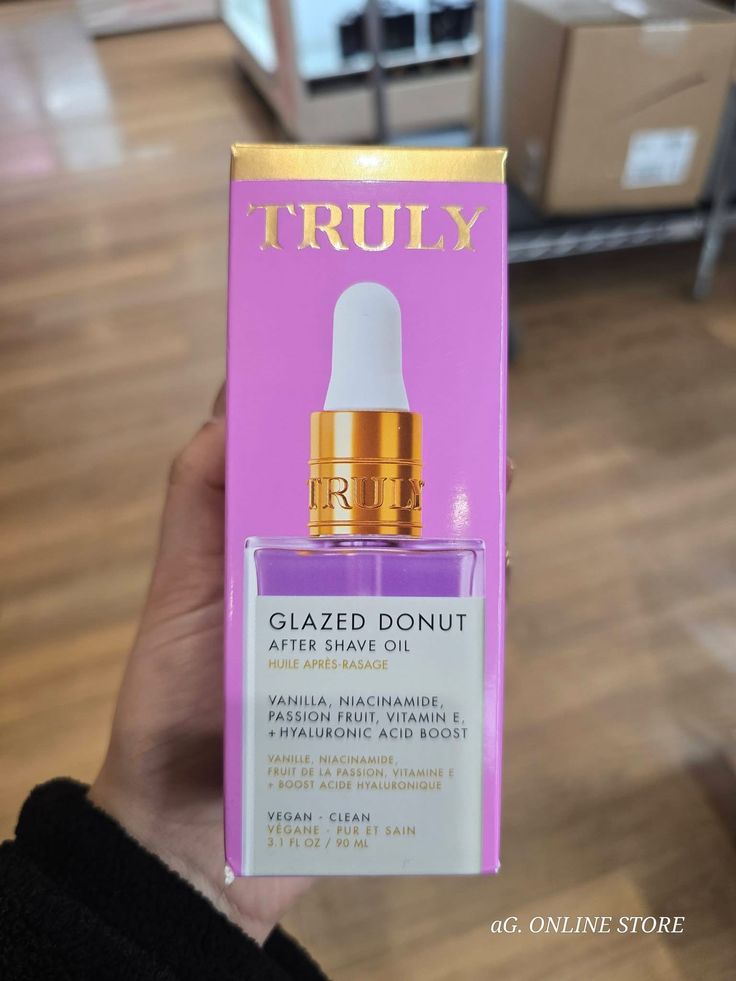 TRULY
TRULY
GLAZED DONUT
AFTER SHAVE OIL
HUILE APRÈS-RASAGE
VANILLA, NIACINAMIDE,
PASSION FRUIT, VITAMIN E,
+ HYALURONIC ACID BOOST
VANILLE, NIACINAMIDE,
FRUIT DE LA PASSION, VITAMINE E
+ BOOST ACIDE HYALURONIQUE
VEGAN - CLEAN
VÉGANE - PUR ET SAIN
3.1 FL OZ / 90 ML
aG. ONLINE STORE